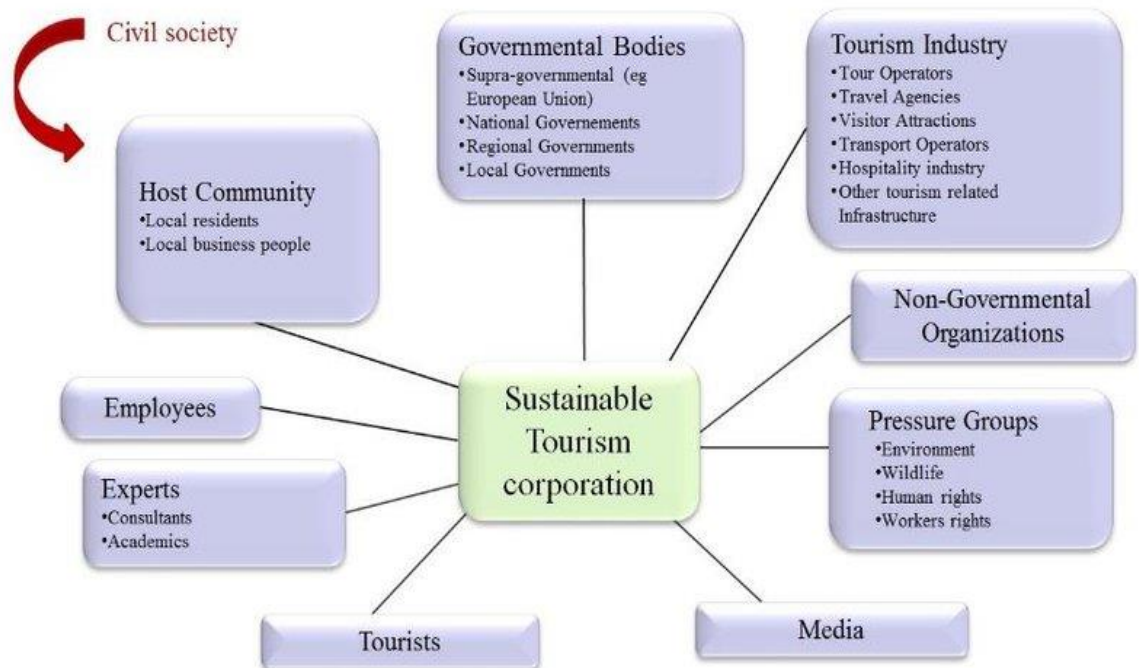 Civil society
Governmental Bodies
•Supra-governmental (eg
European Union)
•National Governements
•Regional Governments
•Local Governments
Tourism Industry
•Tour Operators
•Travel Agencies
•Visitor Attractions
•Transport Operators
•Hospitality industry
•Other tourism related
Infrastructure
Host Community
•Local residents
•Local business people
Non-Governmental
Organizations
Sustainable
Tourism
corporation
Employees
Pressure Groups
•Environment
•Wildlife
•Human rights
•Workers rights
Experts
•Consultants
•Academics
Tourists
Media